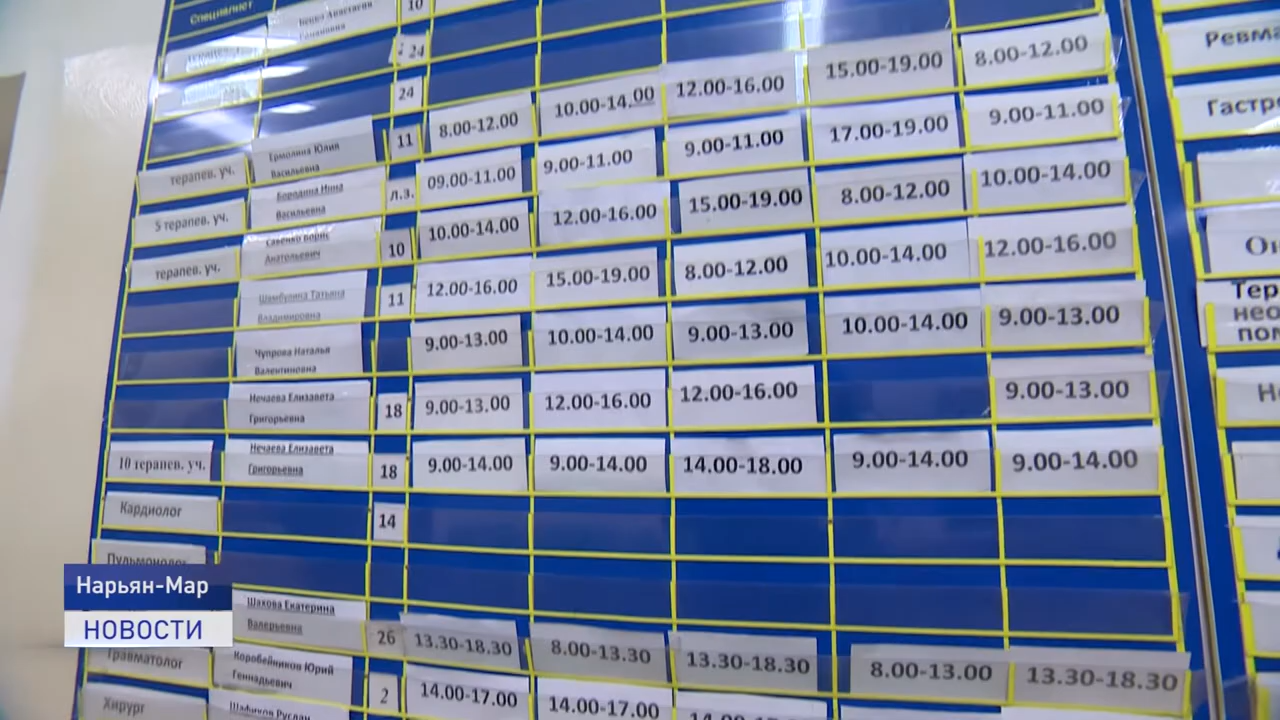 Специалист
10
24
24
8.00-12.00
Ревма
15.00-19.00
12.00-16.00
10.00-14.00
8.00-12.00
11
Ермолина Юлия
Васильевна
терапев. уч.
Гастр
9.00-11.00
17.00-19.00
9.00-11.00
9.00-11.00
09.00-11.00
л.з.
Бородина Нина
Васильевна
5 терапев. уч.
10.00-14.00
8.00-12.00
15.00-19.00
12.00-16.00
10.00-14.00
10
Савенко Борис
Анатольевич
терапев. уч.
12.00-16.00
10.00-14.00
8.00-12.00
15.00-19.00
12.00-16.00
11
Шамбулина Татьяна
Владимировна
Тер
нео
пом
Чупрова Наталья
Валентиновна
9.00-13.00
10.00-14.00
9.00-13.00
10.00-14.00
9.00-13.00
Нечаева Елизавета
Григорьевна
18
9.00-13.00
12.00-16.00
12.00-16.00
9.00-13.00
10 терапев. уч.
Нечаева Елизавета
Григорьевна
18
9.00-14.00
9.00-14.00
14.00-18.00
9.00-14.00
9.00-14.00
Кардиолог
14
Пульмонолог
Нарьян-Мар
НОВОСТИ
Шахова Екатерина
Валерьевна
26
13.30-18.30
8.00-13.30
13.30-18.30
8.00-13.00
13.30-18.30
Травматолог
Коробейников Юрий
Геннадьевич
2
14.00-17.00
14.00-17.00
Хирург